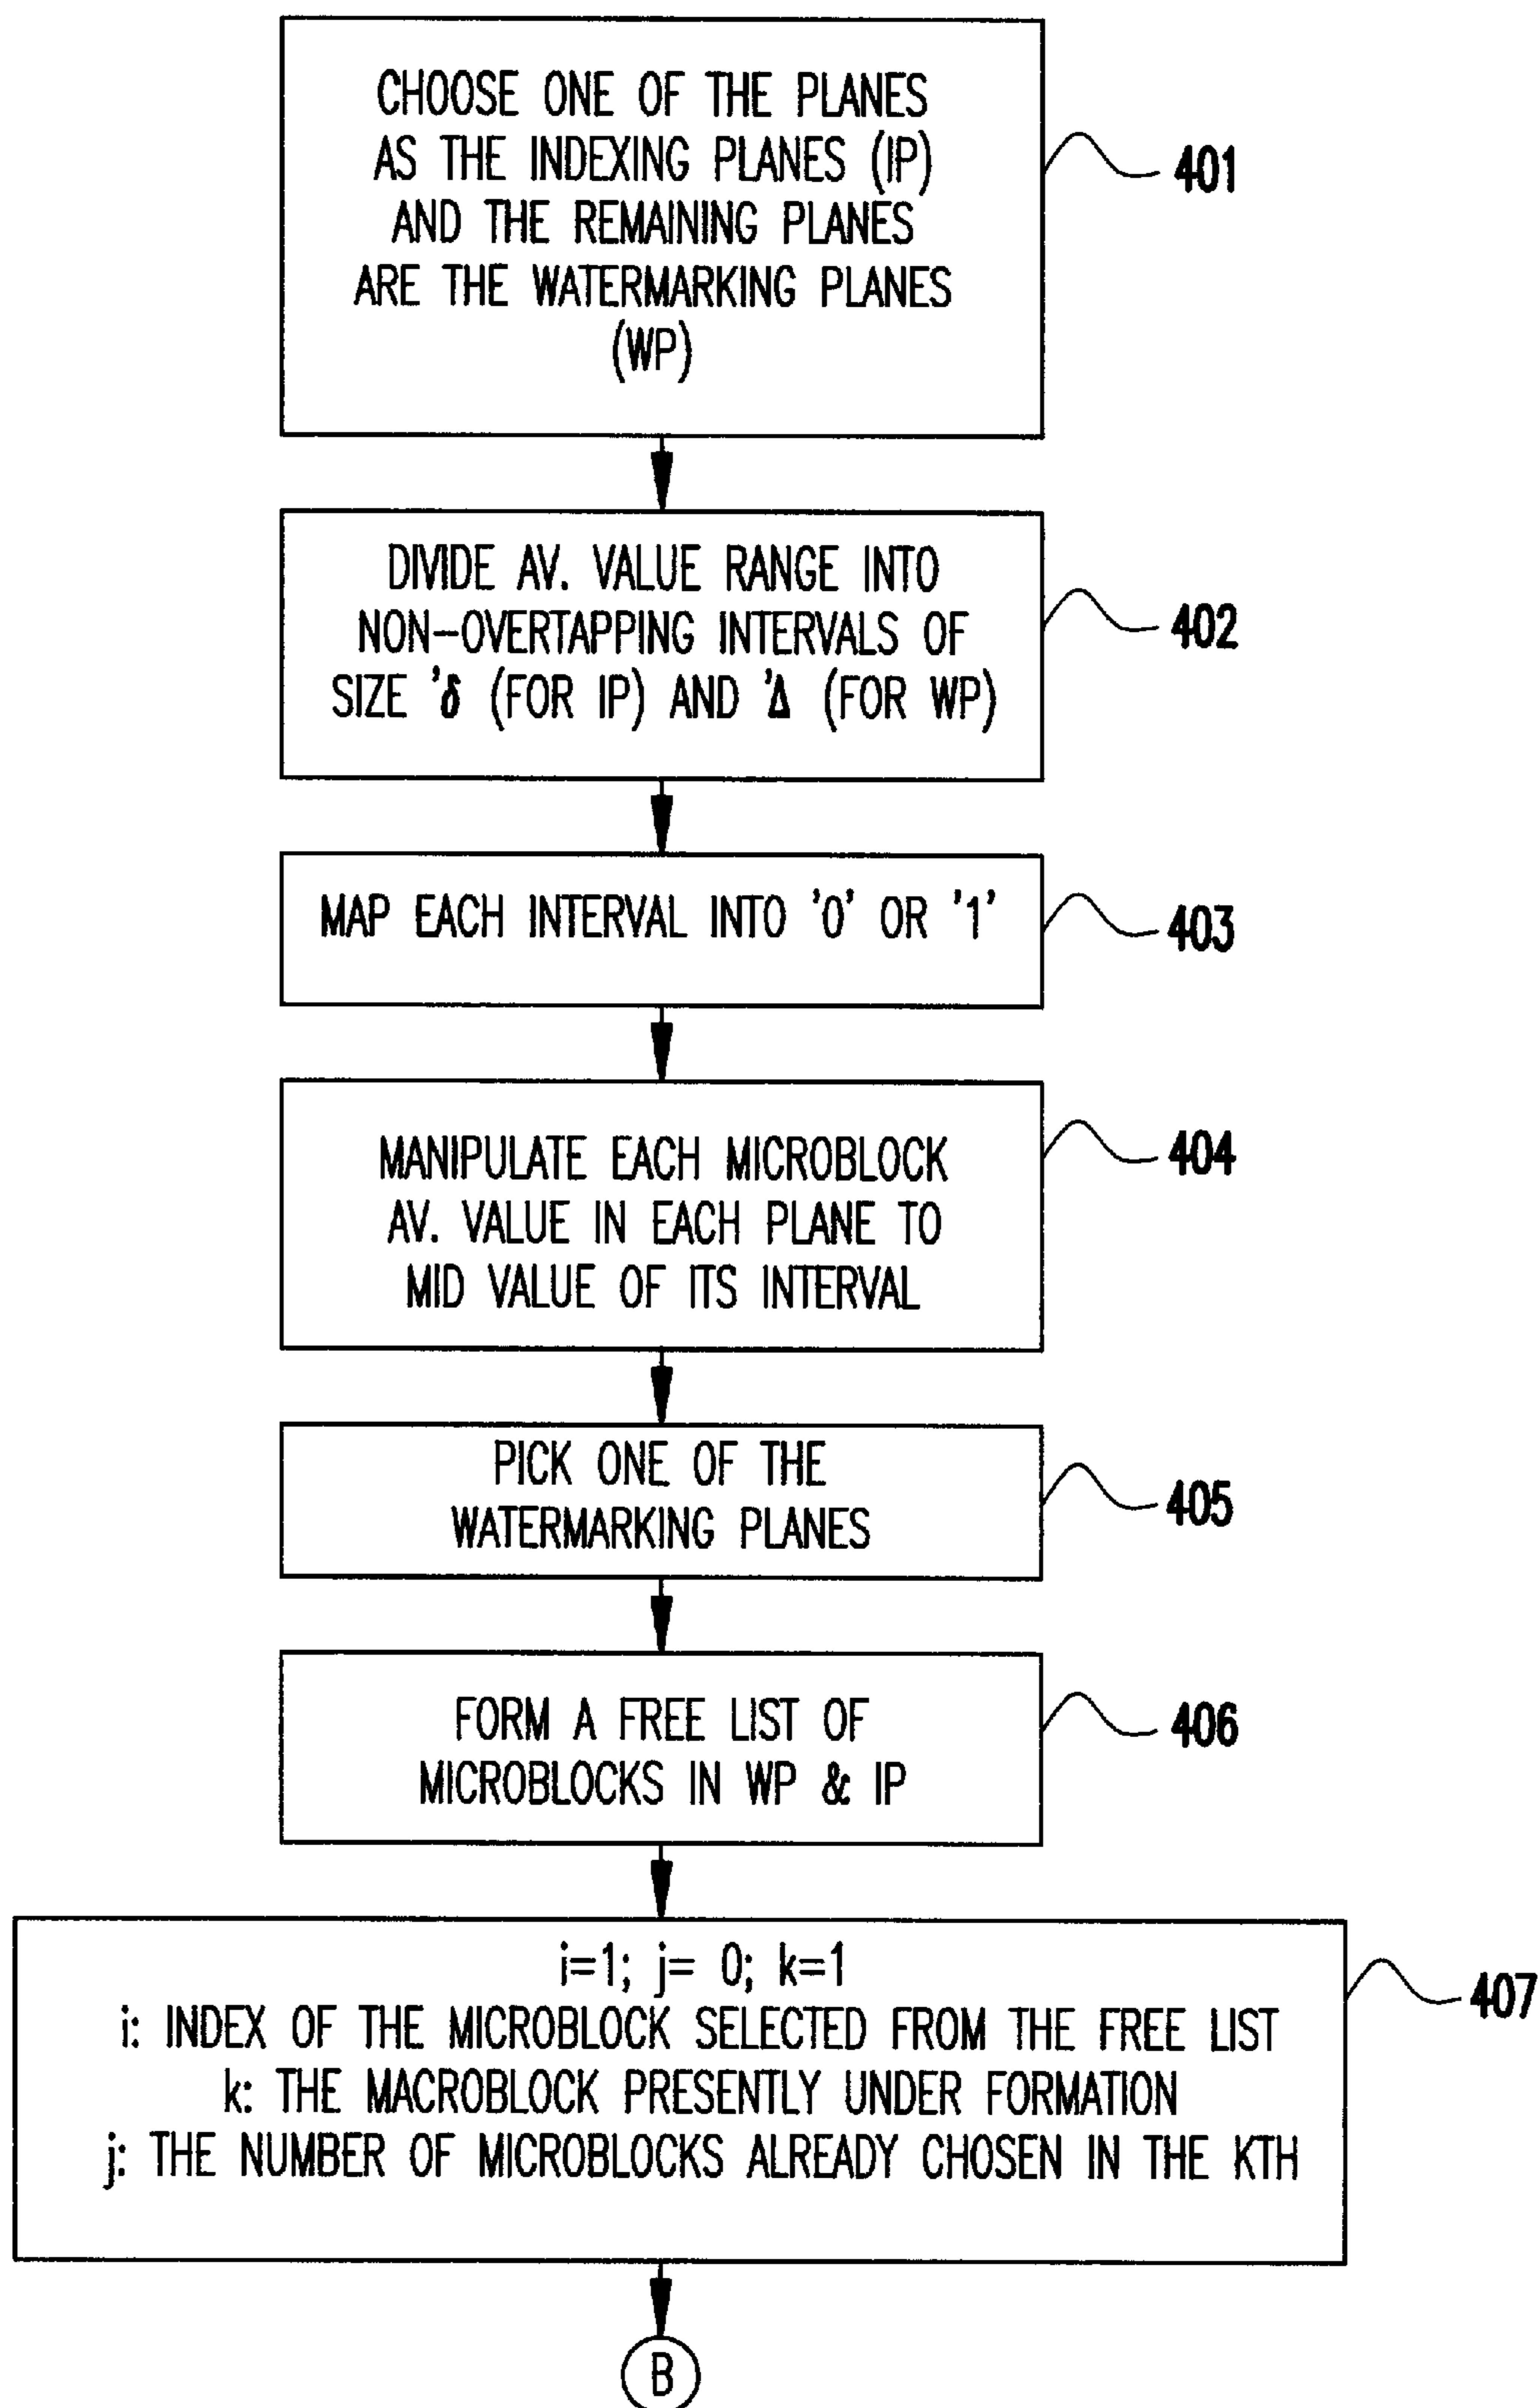 CHOOSE ONE OF THE PLANES
AS THE INDEXING PLANES (IP)
AND THE REMAINING PLANES
ARE THE WATERMARKING PLANES
(WP)
401
DIVIDE AV. VALUE RANGE INTO
NON-OVERTAPPING INTERVALS OF
SIZE 'δ (FOR IP) AND 'Δ (FOR WP)
402
MAP EACH INTERVAL INTO '0' OR '1'
403
MANIPULATE EACH MICROBLOCK
AV. VALUE IN EACH PLANE TO
MID VALUE OF ITS INTERVAL
404
PICK ONE OF THE
WATERMARKING PLANES
405
FORM A FREE LIST OF
MICROBLOCKS IN WP & IP
406
i=1; j= 0; k=1
i: INDEX OF THE MICROBLOCK SELECTED FROM THE FREE LIST
k: THE MACROBLOCK PRESENTLY UNDER FORMATION
j: THE NUMBER OF MICROBLOCKS ALREADY CHOSEN IN THE KTH
407
B